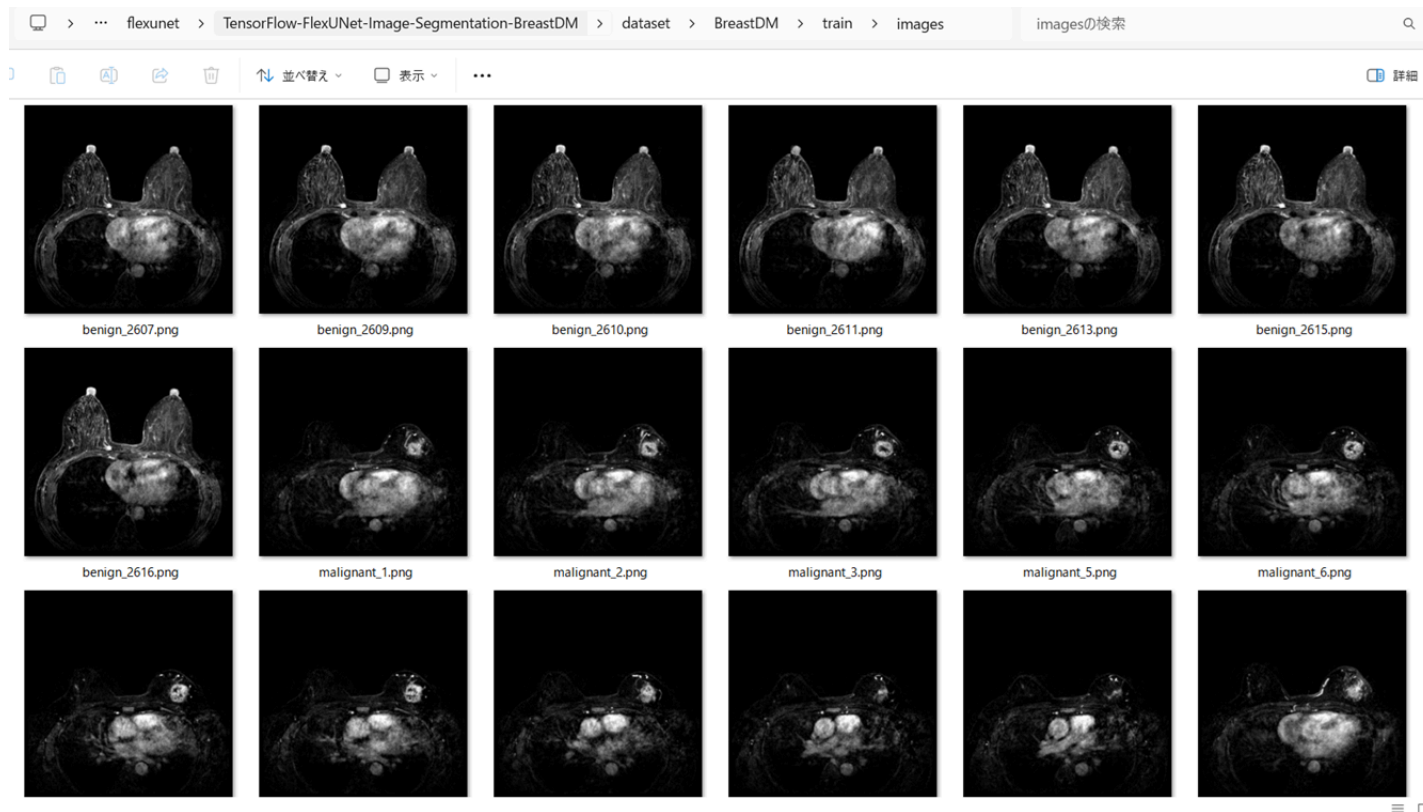 > ··· flexunet > TensorFlow-FlexUNet-Image-Segmentation-BreastDM > dataset > BreastDM > train > images imagesの検索
並べ替え 表示 ··· 詳細
benign_2607.png benign_2609.png benign_2610.png benign_2611.png benign_2613.png benign_2615.png
benign_2616.png malignant_1.png malignant_2.png malignant_3.png malignant_5.png malignant_6.png